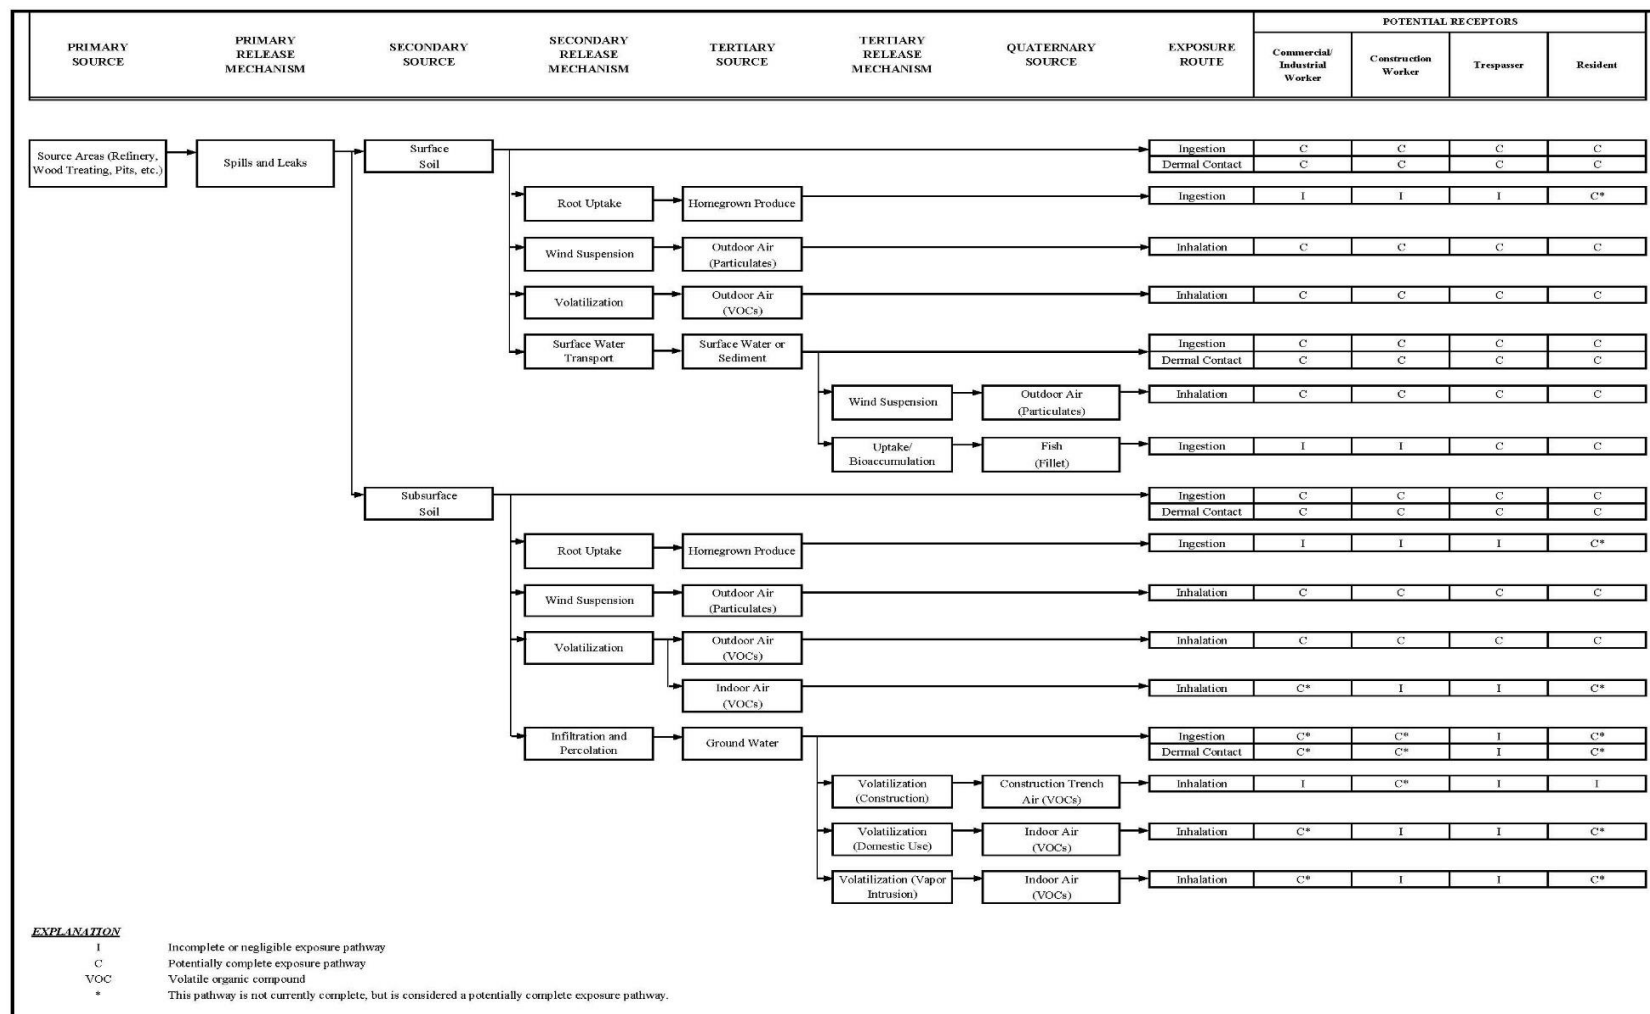 POTENTIAL RECEPTORS
PRIMARY SOURCE
PRIMARY RELEASE MECHANISM
SECONDARY SOURCE
SECONDARY RELEASE MECHANISM
TERTIARY SOURCE
TERTIARY RELEASE MECHANISM
QUATERNARY SOURCE
EXPOSURE ROUTE
Commercial/ Industrial Worker
Construction Worker
Trespasser
Resident
Source Areas (Refinery, Wood Treating, Pits, etc.)
Spills and Leaks
Surface Soil
Ingestion C C C C
Dermal Contact C C C C
Root Uptake Homegrown Produce Ingestion I I I C*
Wind Suspension Outdoor Air (Particulates) Inhalation C C C C
Volatilization Outdoor Air (VOCs) Inhalation C C C C
Surface Water Transport Surface Water or Sediment
Ingestion C C C C
Dermal Contact C C C C
Wind Suspension Outdoor Air (Particulates) Inhalation C C C C
Uptake/ Bioaccumulation Fish (Fillet) Ingestion I I C C
Subsurface Soil
Ingestion C C C C
Dermal Contact C C C C
Root Uptake Homegrown Produce Ingestion I I I C*
Wind Suspension Outdoor Air (Particulates) Inhalation C C C C
Volatilization Outdoor Air (VOCs) Inhalation C C C C
Indoor Air (VOCs) Inhalation C* I I C*
Infiltration and Percolation Ground Water
Ingestion C* C* I C*
Dermal Contact C* C* I C*
Volatilization (Construction) Construction Trench Air (VOCs) Inhalation I C* I I
Volatilization (Domestic Use) Indoor Air (VOCs) Inhalation C* I I C*
Volatilization (Vapor Intrusion) Indoor Air (VOCs) Inhalation C* I I C*
EXPLANATION
I Incomplete or negligible exposure pathway
C Potentially complete exposure pathway
VOC Volatile organic compound
* This pathway is not currently complete, but is considered a potentially complete exposure pathway.